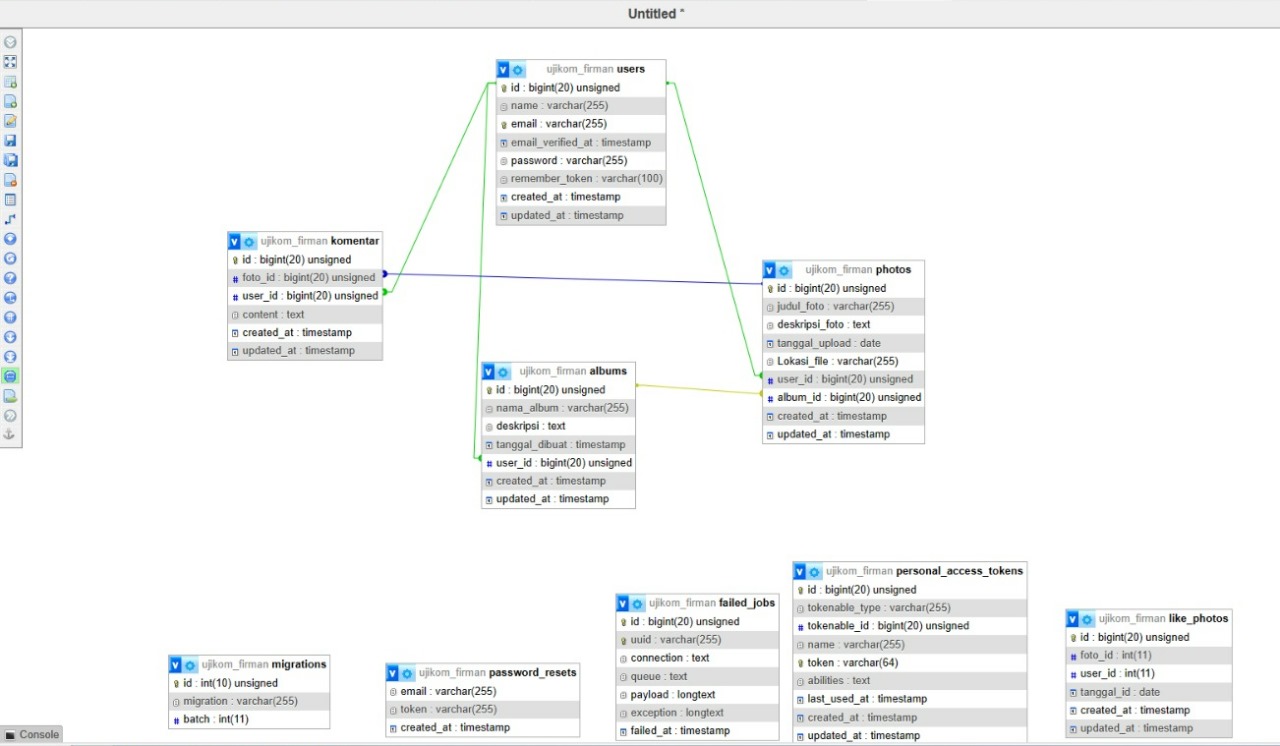 Untitled *
ujikom_firman users
id : bigint(20) unsigned
name : varchar(255)
email : varchar(255)
email_verified_at : timestamp
password : varchar(255)
remember_token : varchar(100)
created_at : timestamp
updated_at : timestamp
ujikom_firman komentar
id : bigint(20) unsigned
foto_id : bigint(20) unsigned
user_id : bigint(20) unsigned
content : text
created_at : timestamp
updated_at : timestamp
ujikom_firman photos
id : bigint(20) unsigned
judul_foto : varchar(255)
deskripsi_foto : text
tanggal_upload : date
Lokasi_file : varchar(255)
user_id : bigint(20) unsigned
album_id : bigint(20) unsigned
created_at : timestamp
updated_at : timestamp
ujikom_firman albums
id : bigint(20) unsigned
nama_album : varchar(255)
deskripsi : text
tanggal_dibuat : timestamp
user_id : bigint(20) unsigned
created_at : timestamp
updated_at : timestamp
ujikom_firman migrations
id : int(10) unsigned
migration : varchar(255)
batch : int(11)
ujikom_firman password_resets
email : varchar(255)
token : varchar(255)
created_at : timestamp
ujikom_firman failed_jobs
id : bigint(20) unsigned
uuid : varchar(255)
connection : text
queue : text
payload : longtext
exception : longtext
failed_at : timestamp
ujikom_firman personal_access_tokens
id : bigint(20) unsigned
tokenable_type : varchar(255)
tokenable_id : bigint(20) unsigned
name : varchar(255)
token : varchar(64)
abilities : text
last_used_at : timestamp
created_at : timestamp
updated_at : timestamp
ujikom_firman like_photos
id : bigint(20) unsigned
foto_id : int(11)
user_id : int(11)
tanggal_id : date
created_at : timestamp
updated_at : timestamp
Console